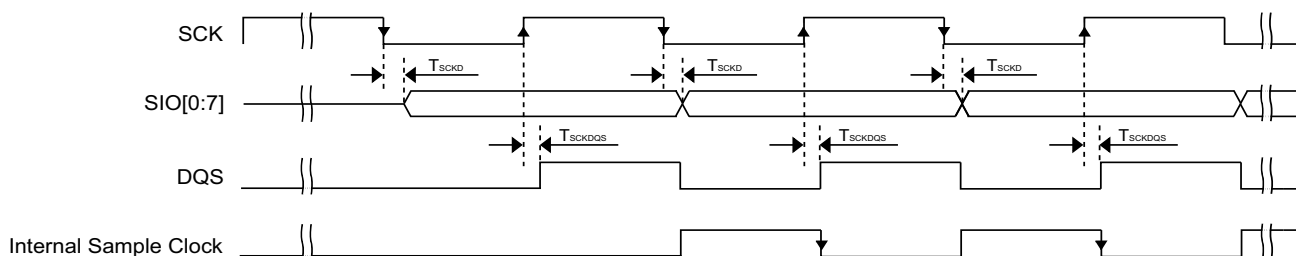 SCK
TSCKD TSCKD TSCKD
SIO[0:7]
TSCKDQS TSCKDQS TSCKDQS
DQS
Internal Sample Clock